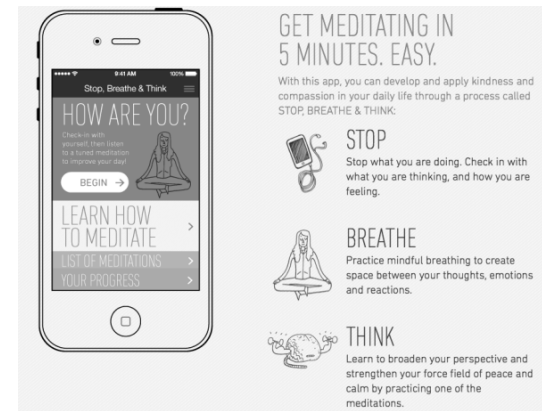 9:41 AM
100%
Stop, Breathe & Think
HOW ARE YOU?
Check-in with
yourself, then listen
to a tuned meditation
to improve your day!
BEGIN
LEARN HOW
TO MEDITATE
LIST OF MEDITATIONS
YOUR PROGRESS
GET MEDITATING IN
5 MINUTES. EASY.
With this app, you can develop and apply kindness and
compassion in your daily life through a process called
STOP, BREATHE & THINK:
STOP
Stop what you are doing. Check in with
what you are thinking, and how you are
feeling.
BREATHE
Practice mindful breathing to create
space between your thoughts, emotions
and reactions.
THINK
Learn to broaden your perspective and
strengthen your force field of peace and
calm by practicing one of the
meditations.